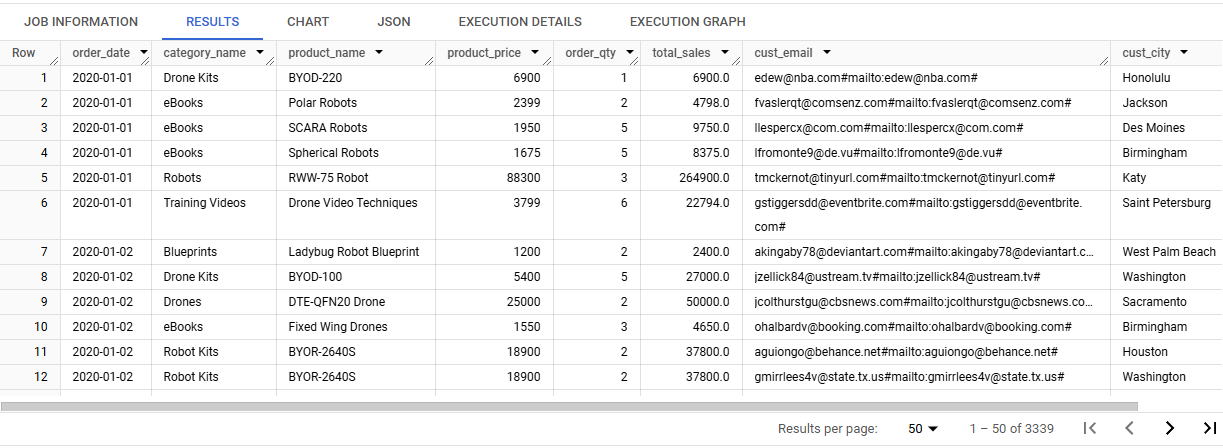 JOB INFORMATION RESULTS CHART JSON EXECUTION DETAILS EXECUTION GRAPH
Row order_date category_name product_name product_price order_qty total_sales cust_email cust_city
1 2020-01-01 Drone Kits BYOD-220 6900 1 6900.0 edew@nba.com#mailto:edew@nba.com# Honolulu
2 2020-01-01 eBooks Polar Robots 2399 2 4798.0 fvaslerqt@comsenz.com#mailto:fvaslerqt@comsenz.com# Jackson
3 2020-01-01 eBooks SCARA Robots 1950 5 9750.0 llespercx@com.com#mailto:llespercx@com.com# Des Moines
4 2020-01-01 eBooks Spherical Robots 1675 5 8375.0 lfromonte9@de.vu#mailto:lfromonte9@de.vu# Birmingham
5 2020-01-01 Robots RWW-75 Robot 88300 3 264900.0 tmckernot@tinyurl.com#mailto:tmckernot@tinyurl.com# Katy
6 2020-01-01 Training Videos Drone Video Techniques 3799 6 22794.0 gstiggersdd@eventbrite.com#mailto:gstiggersdd@eventbrite. Saint Petersburg
com#
7 2020-01-02 Blueprints Ladybug Robot Blueprint 1200 2 2400.0 akingaby78@deviantart.com#mailto:akingaby78@deviantart.c... West Palm Beach
8 2020-01-02 Drone Kits BYOD-100 5400 5 27000.0 jzellick84@ustream.tv#mailto:jzellick84@ustream.tv# Washington
9 2020-01-02 Drones DTE-QFN20 Drone 25000 2 50000.0 jcolthurstgu@cbsnews.com#mailto:jcolthurstgu@cbsnews.co... Sacramento
10 2020-01-02 eBooks Fixed Wing Drones 1550 3 4650.0 ohalbardv@booking.com#mailto:ohalbardv@booking.com# Birmingham
11 2020-01-02 Robot Kits BYOR-2640S 18900 2 37800.0 aguiongo@behance.net#mailto:aguiongo@behance.net# Houston
12 2020-01-02 Robot Kits BYOR-2640S 18900 2 37800.0 gmirrlees4v@state.tx.us#mailto:gmirrlees4v@state.tx.us# Washington
Results per page: 50 1 – 50 of 3339